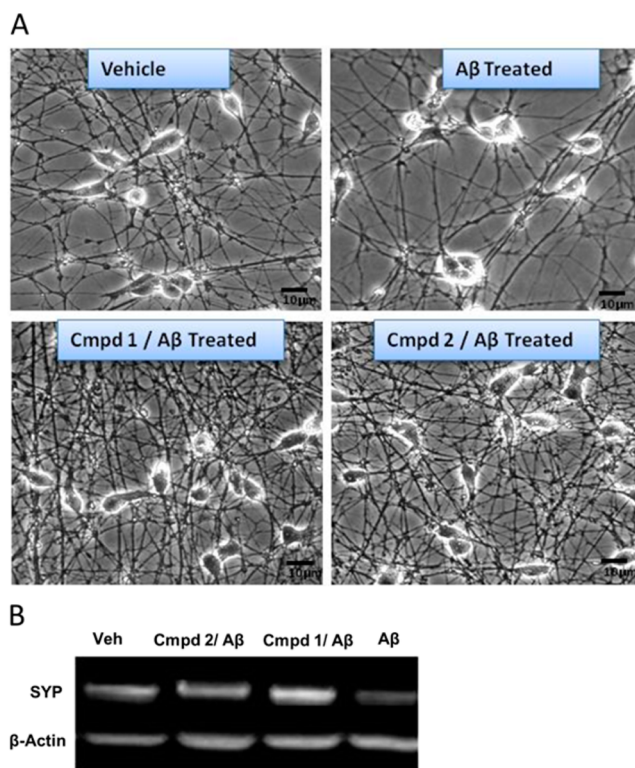 A
Vehicle
Aβ Treated
10µm
10µm
Cmpd 1 / Aβ Treated
Cmpd 2 / Aβ Treated
10µm
10µm
B
Veh Cmpd 2/ Aβ Cmpd 1/ Aβ Aβ
SYP
β-Actin